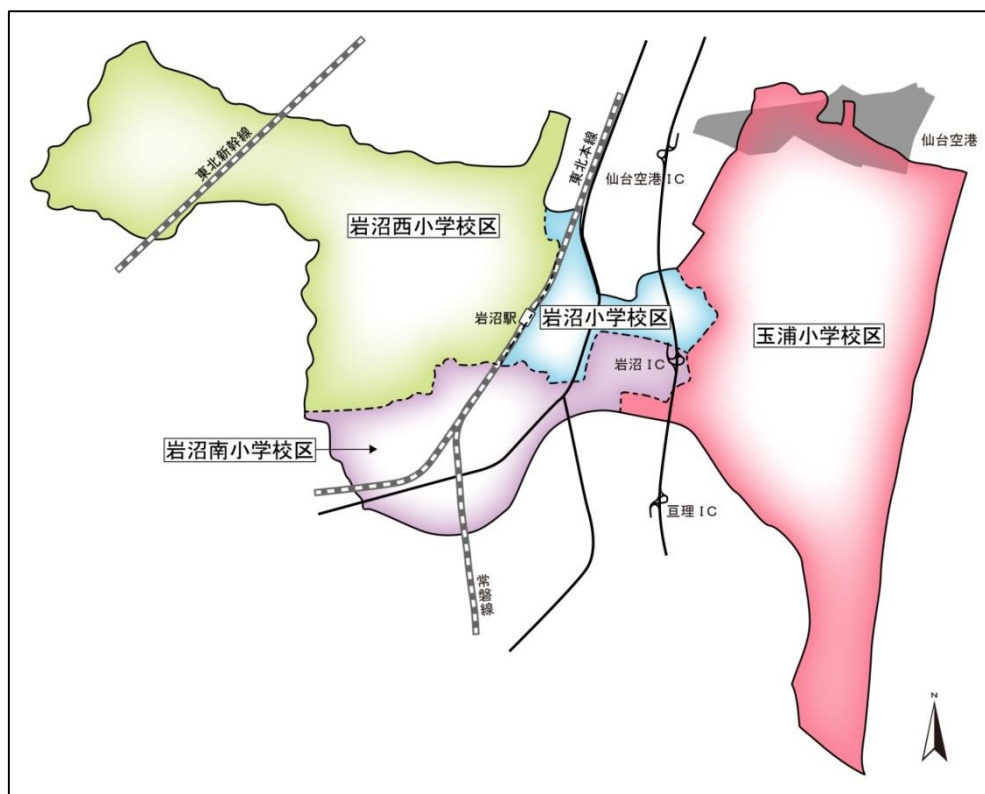 東北新幹線
東北本線
仙台空港
仙台空港IC
岩沼西小学校区
岩沼駅
岩沼小学校区
玉浦小学校区
岩沼IC
岩沼南小学校区
亘理IC
常磐線
N